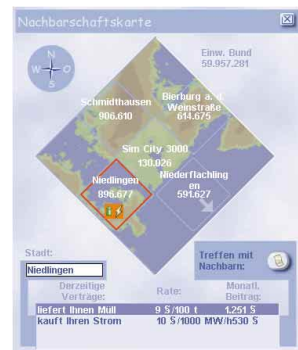 Nachbarschaftskarte
N
W O
S
Einw. Bund
59.957.281
Schmidthausen
906.610
Bierburg a. d.
Weinstraße
614.675
Sim City 3000
130.026
Niedlingen
896.677
Niederflachling
en
591.627
Stadt:
Niedlingen
Treffen mit
Nachbarn:
Derzeitige
Verträge:
Rate:
Monatl.
Beitrag:
liefert Ihnen Müll 9 §/100 t 1.251 §
kauft Ihren Strom 10 §/1000 MW/h530 §